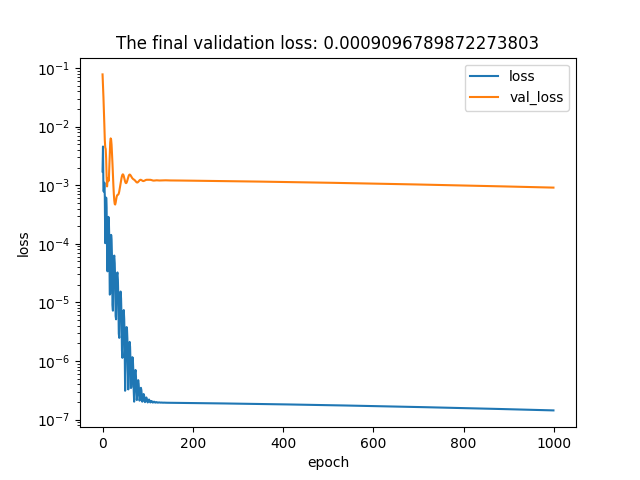 The final validation loss: 0.0009096789872273803
loss
val_loss
10⁻¹
10⁻²
10⁻³
10⁻⁴
10⁻⁵
10⁻⁶
10⁻⁷
loss
0
200
400
600
800
1000
epoch